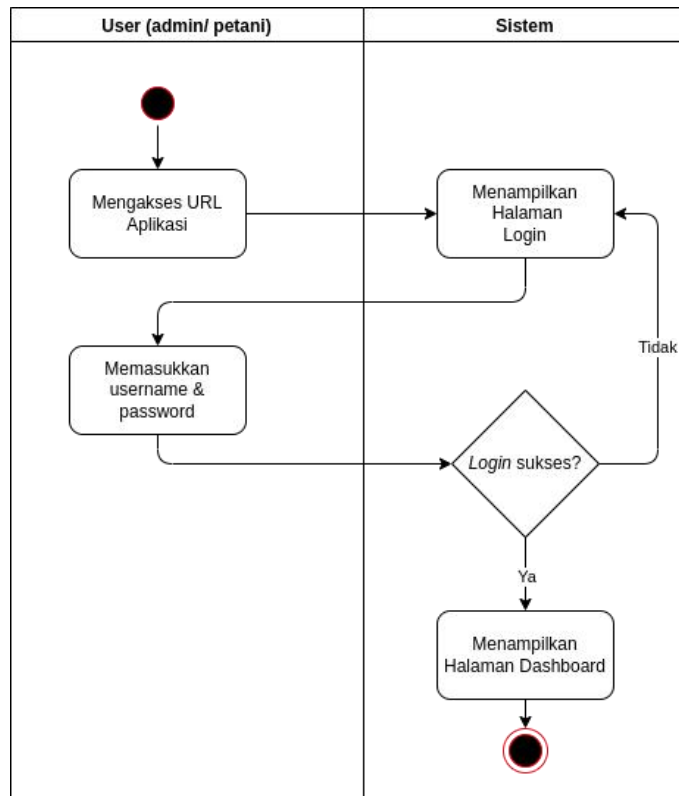 User (admin/ petani)
Sistem
Mengakses URL
Aplikasi
Menampilkan
Halaman
Login
Memasukkan
username &
password
Login sukses?
Tidak
Ya
Menampilkan
Halaman Dashboard